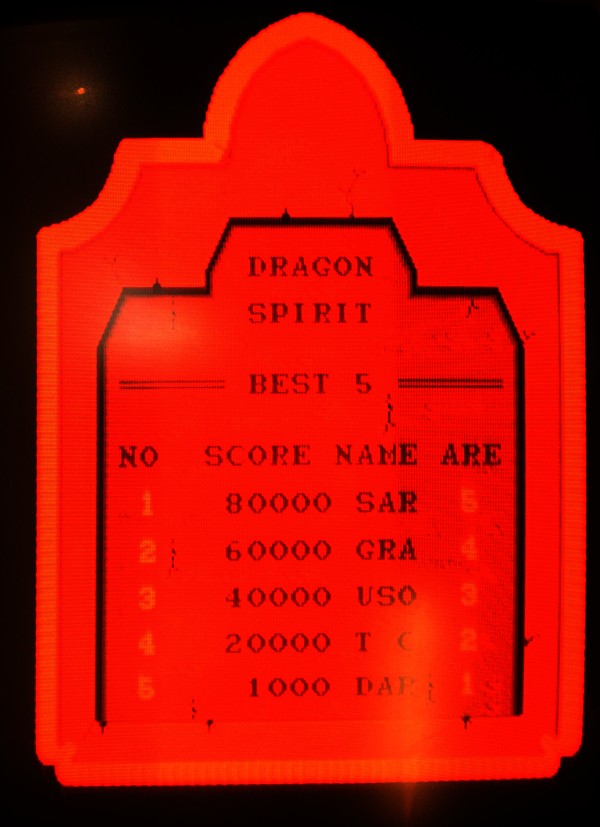 DRAGON
SPIRIT
BEST 5
NO SCORE NAME ARE
1 80000 SAR 5
2 60000 GRA 4
3 40000 USO 3
4 20000 T C 2
5 1000 DAR 1